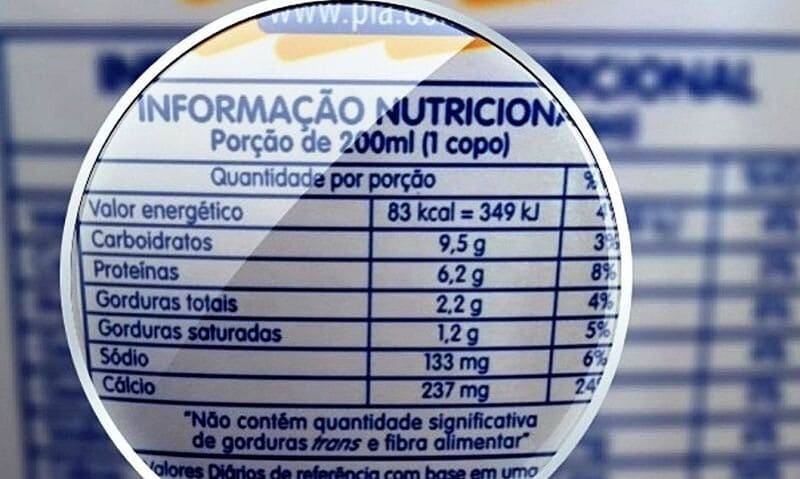 www.pia.co
INFORMAÇÃO NUTRICIONA
Porção de 200ml (1 copo)
Quantidade por porção %
Valor energético 83 kcal = 349 kJ 4%
Carboidratos 9,5 g 3%
Proteínas 6,2 g 8%
Gorduras totais 2,2 g 4%
Gorduras saturadas 1,2 g 5%
Sódio 133 mg 6%
Cálcio 237 mg 24%
"Não contém quantidade significativa
de gorduras trans e fibra alimentar"
Valores Diários de referência com base em uma